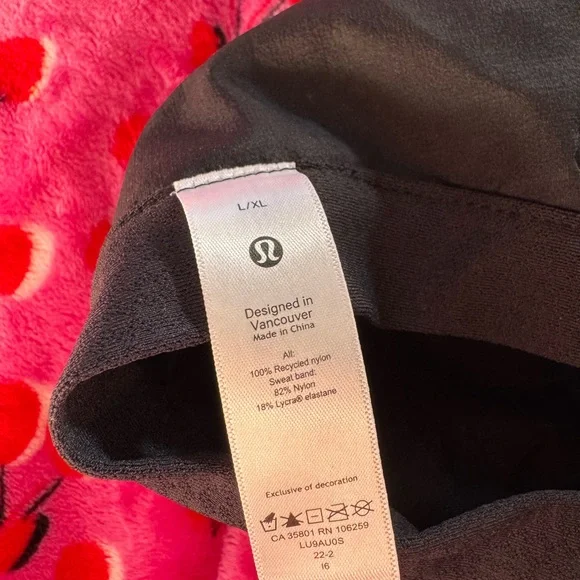 L/XL
Designed in
Vancouver
Made in China
All:
100% Recycled nylon
Sweat band:
82% Nylon
18% Lycra® elastane
Exclusive of decoration
CA 35801 RN 106259
LU9AU0S
22-2
I6